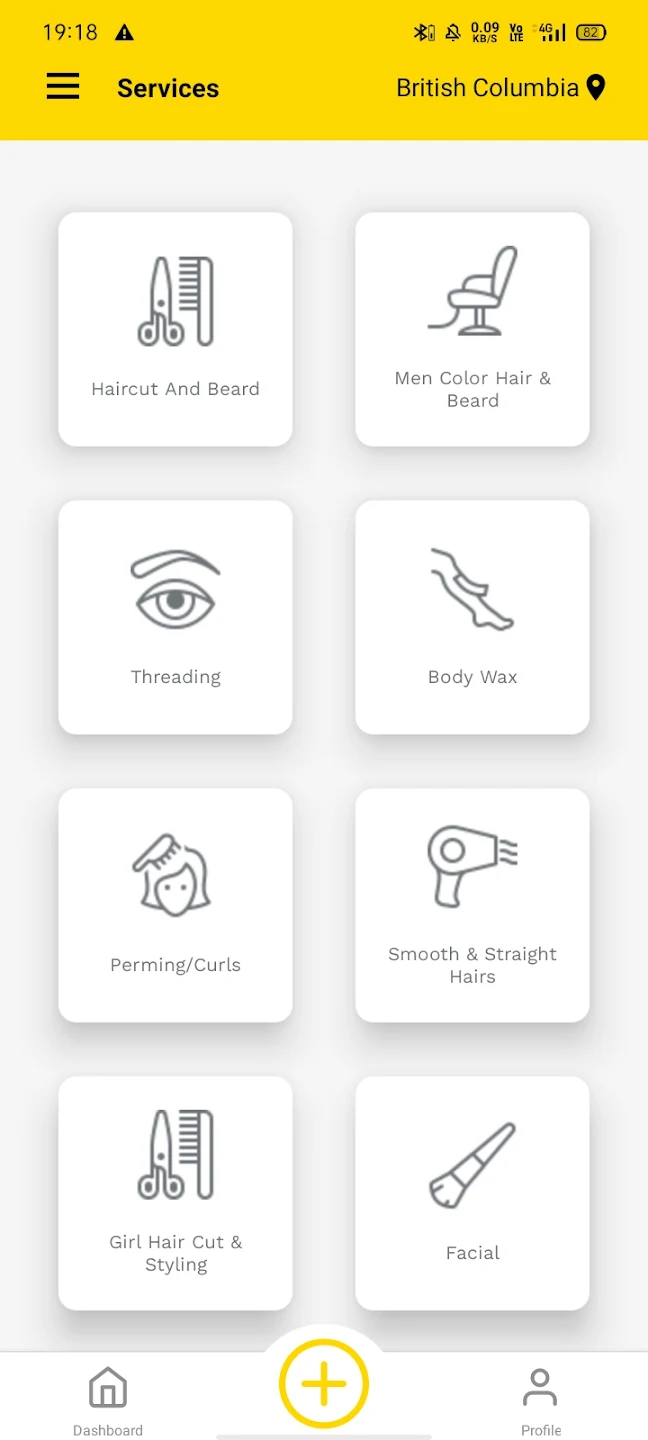 19:18 0.09 KB/S Vo LTE 4G 82
Services British Columbia
Haircut And Beard
Men Color Hair &
Beard
Threading
Body Wax
Perming/Curls
Smooth & Straight
Hairs
Girl Hair Cut &
Styling
Facial
Dashboard
Profile